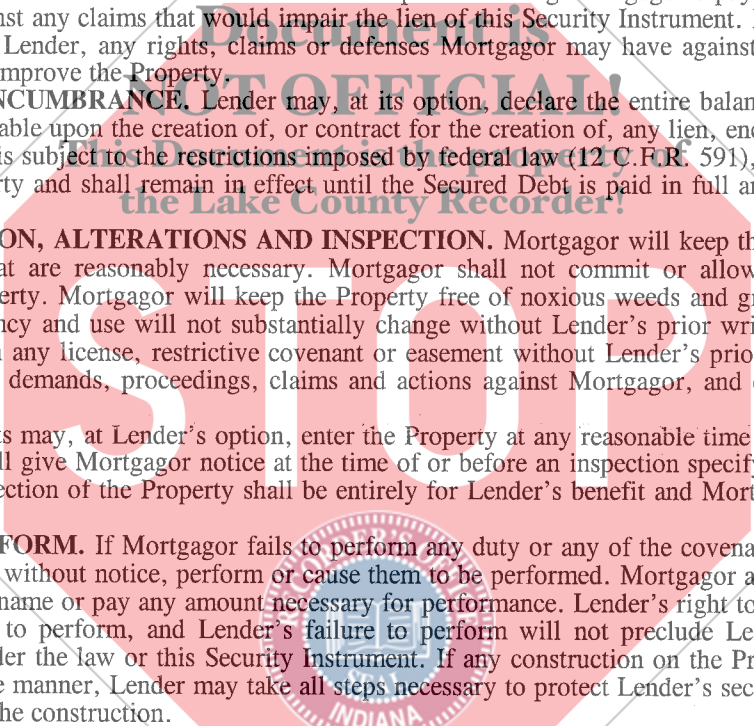 nst any claims that would impair the lien of this Security Instrument.
Lender, any rights, claims or defenses Mortgagor may have against
mprove the Property.
NCUMBRANCE. Lender may, at its option, declare the entire balan
able upon the creation of, or contract for the creation of, any lien, enc
is subject to the restrictions imposed by federal law (12 C.F.R. 591),
rty and shall remain in effect until the Secured Debt is paid in full a
Document is
NOT OFFICIAL!
This Document is the property of
the Lake County Recorder!
ON, ALTERATIONS AND INSPECTION. Mortgagor will keep th
at are reasonably necessary. Mortgagor shall not commit or allow
erty. Mortgagor will keep the Property free of noxious weeds and g
ncy and use will not substantially change without Lender's prior wri
any license, restrictive covenant or easement without Lender's prio
demands, proceedings, claims and actions against Mortgagor, and
STOP
ts may, at Lender's option, enter the Property at any reasonable time
ll give Mortgagor notice at the time of or before an inspection specify
ection of the Property shall be entirely for Lender's benefit and Mort
FORM. If Mortgagor fails to perform any duty or any of the covena
without notice, perform or cause them to be performed. Mortgagor a
name or pay any amount necessary for performance. Lender's right to
to perform, and Lender's failure to perform will not preclude Le
der the law or this Security Instrument. If any construction on the Pr
e manner, Lender may take all steps necessary to protect Lender's sec
he construction.
RECORDER'S OFFICE
SEAL
INDIANA